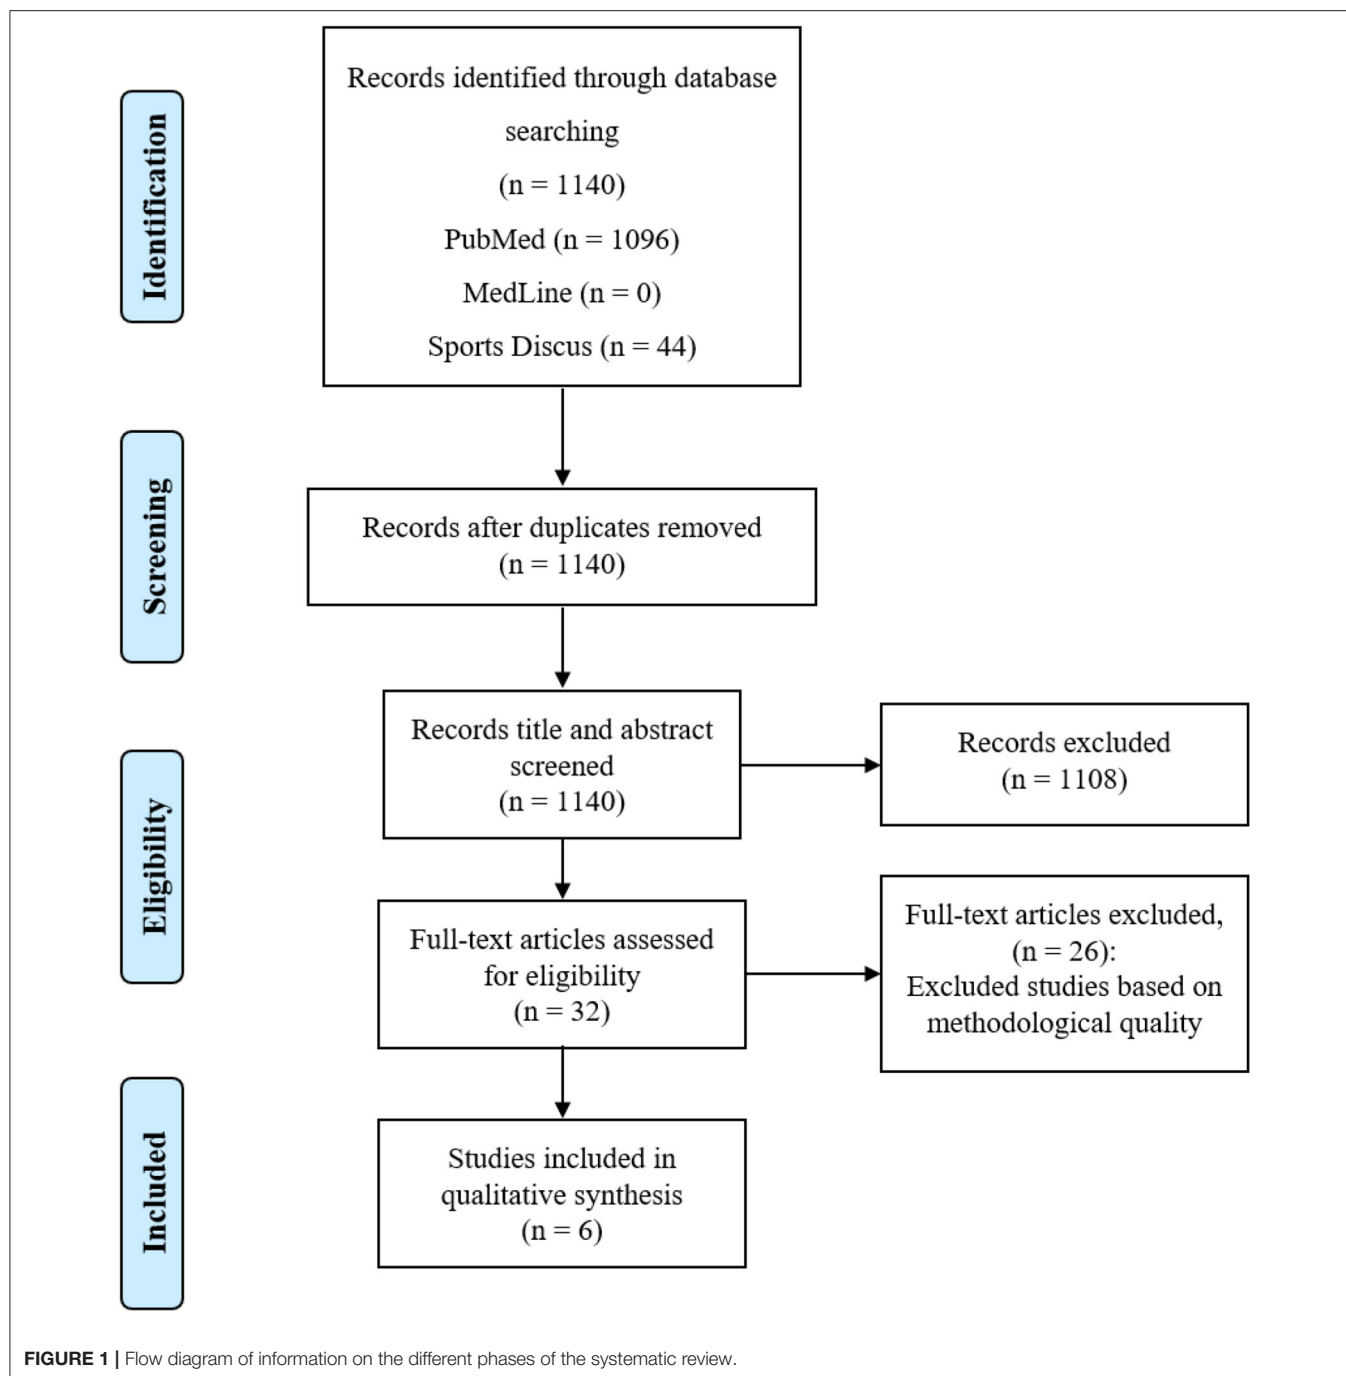 Identification
Records identified through database
searching
(n = 1140)
PubMed (n = 1096)
MedLine (n = 0)
Sports Discus (n = 44)
Screening
Records after duplicates removed
(n = 1140)
Eligibility
Records title and abstract
screened
(n = 1140)
Records excluded
(n = 1108)
Full-text articles assessed
for eligibility
(n = 32)
Full-text articles excluded,
(n = 26):
Excluded studies based on
methodological quality
Included
Studies included in
qualitative synthesis
(n = 6)
FIGURE 1 | Flow diagram of information on the different phases of the systematic review.